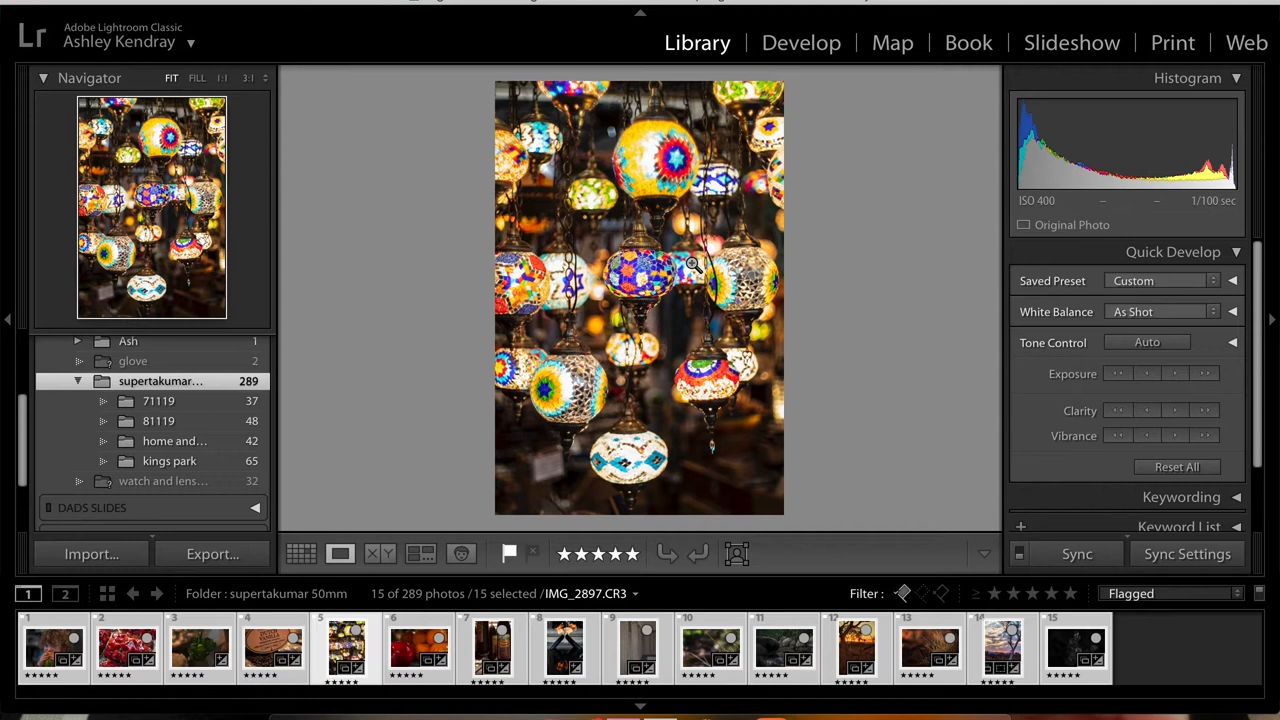 Lr
Adobe Lightroom Classic
Ashley Kendray
Library | Develop | Map | Book | Slideshow | Print | Web
Navigator FIT FILL 1:1 3:1
Histogram
ISO 400 – – 1/100 sec
Original Photo
Quick Develop
Saved Preset Custom
White Balance As Shot
Tone Control Auto
Exposure
Clarity
Vibrance
Reset All
Keywording
Keyword List
Ash 1
glove 2
supertakumar... 289
71119 37
81119 48
home and... 42
kings park 65
watch and lens... 32
DADS SLIDES
Import... Export...
XY
Sync Sync Settings
1 2 Folder : supertakumar 50mm 15 of 289 photos / 15 selected / IMG_2897.CR3 Filter : ≥ Flagged
1 2 3 4 5 6 7 8 9 10 11 12 13 14 15